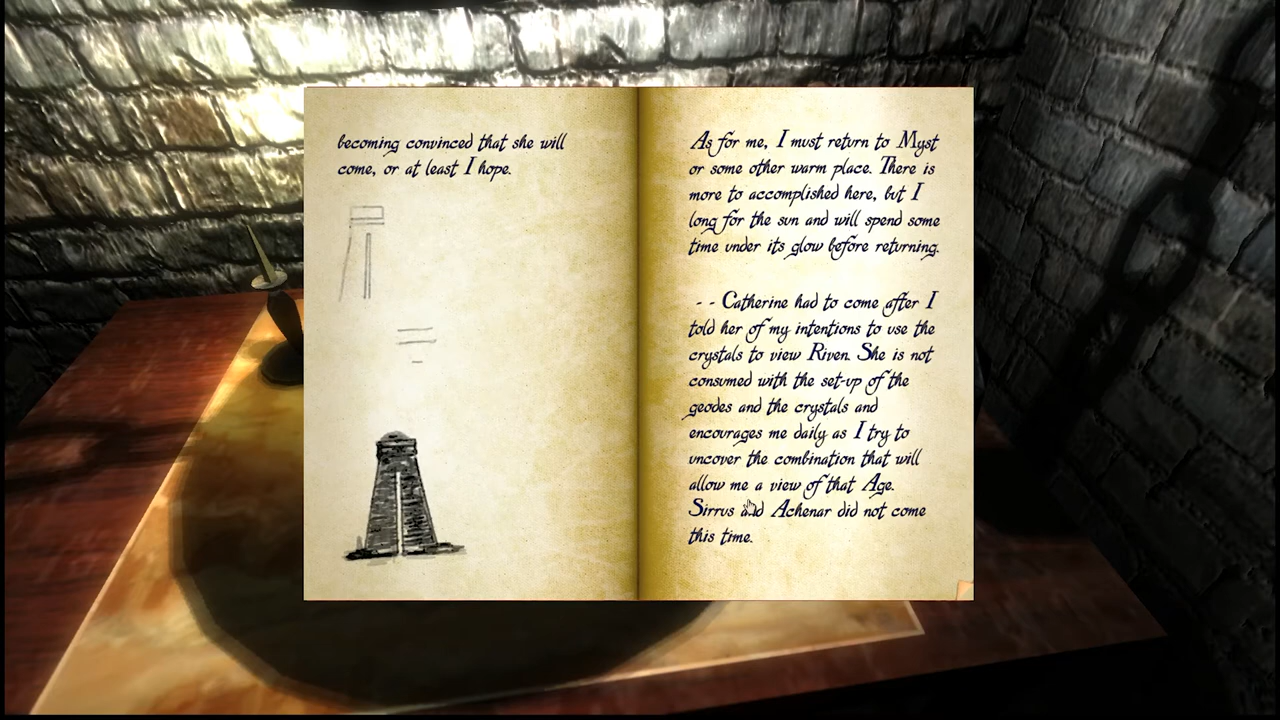 becoming convinced that she will
come, or at least I hope.
As for me, I must return to Myst
or some other warm place. There is
more to accomplished here, but I
long for the sun and will spend some
time under its glow before returning.
- - Catherine had to come after I
told her of my intentions to use the
crystals to view Riven. She is not
consumed with the set-up of the
geodes and the crystals and
encourages me daily as I try to
uncover the combination that will
allow me a view of that Age.
Sirrus and Achenar did not come
this time.